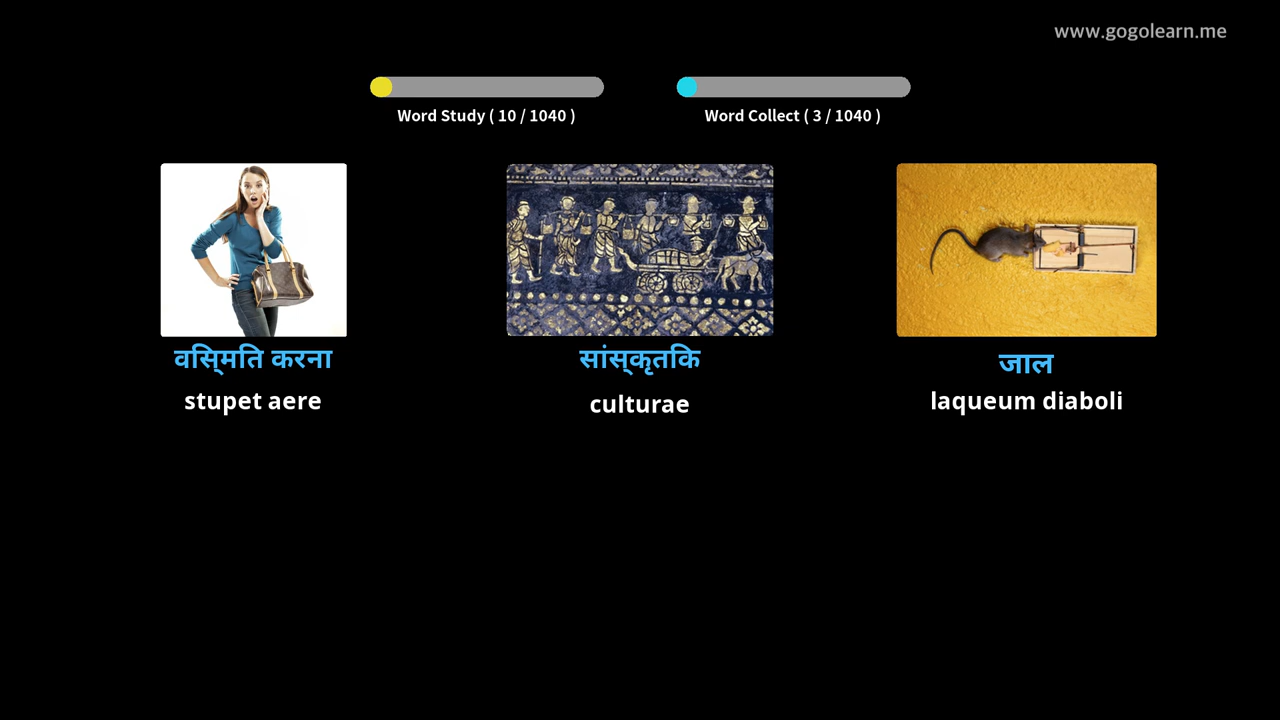 www.gogolearn.me
Word Study ( 10 / 1040 )
Word Collect ( 3 / 1040 )
वसि्मति करना
सांस्कृतकि
जाल
stupet aere
culturae
laqueum diaboli